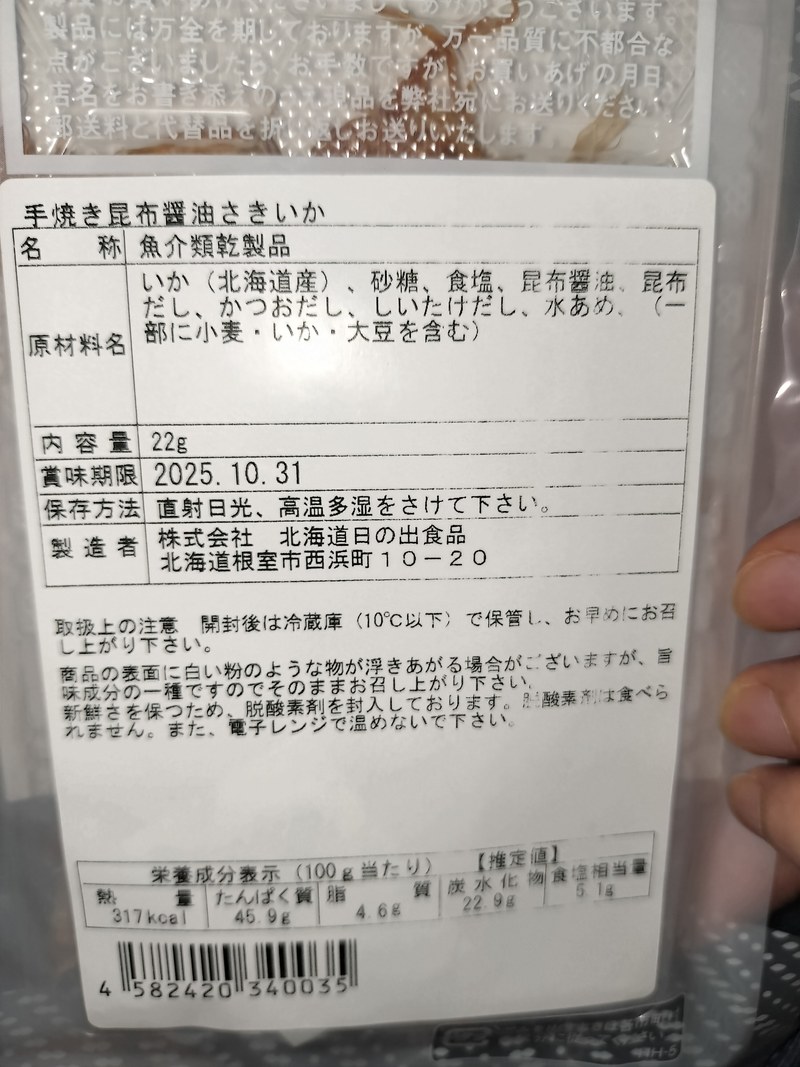 製品には万全を期しておりますが、万一品質に不都合な
点がございましたら、お手数ですが、お買いあげの月日
店名をお書き添えのうえ現品を弊社宛にお送りください
郵送料と代替品を折り返しお送りいたします
手焼き昆布醤油さきいか
名称 魚介類乾製品
原材料名 いか（北海道産）、砂糖、食塩、昆布醤油、昆布
だし、かつおだし、しいたけだし、水あめ、（一
部に小麦・いか・大豆を含む）
内容量 22g
賞味期限 2025.10.31
保存方法 直射日光、高温多湿をさけて下さい。
製造者 株式会社 北海道日の出食品
北海道根室市西浜町１０－２０
取扱上の注意 開封後は冷蔵庫（10℃以下）で保管し、お早めにお召
し上がり下さい。
商品の表面に白い粉のような物が浮きあがる場合がございますが、旨
味成分の一種ですのでそのままお召し上がり下さい。
新鮮さを保つため、脱酸素剤を封入しております。脱酸素剤は食べら
れません。また、電子レンジで温めないで下さい。
栄養成分表示（100g当たり）【推定値】
熱量 たんぱく質 脂質 炭水化物 食塩相当量
317kcal 45.9g 4.6g 22.9g 5.1g
4 582420 340035